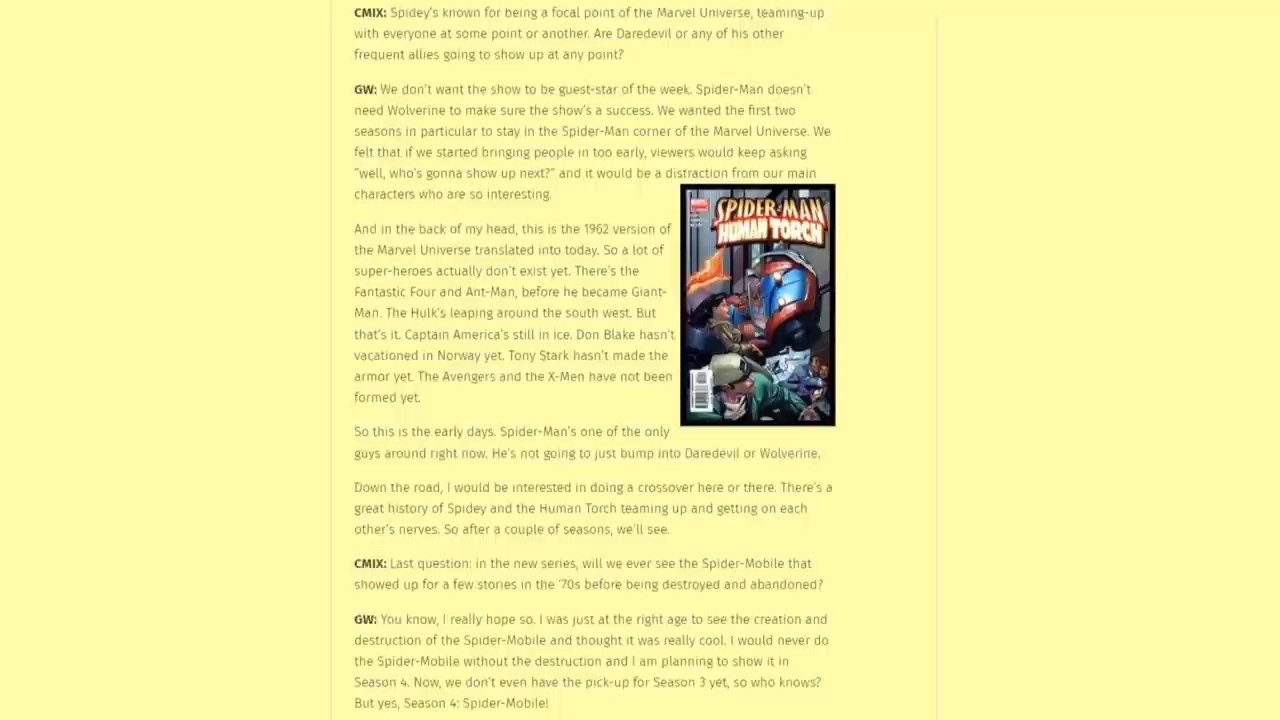 CMIX: Spidey's known for being a focal point of the Marvel Universe, teaming-up
with everyone at some point or another. Are Daredevil or any of his other
frequent allies going to show up at any point?
GW: We don't want the show to be guest-star of the week. Spider-Man doesn't
need Wolverine to make sure the show's a success. We wanted the first two
seasons in particular to stay in the Spider-Man corner of the Marvel Universe. We
felt that if we started bringing people in too early, viewers would keep asking
"well, who's gonna show up next?" and it would be a distraction from our main
characters who are so interesting.
SPIDER-MAN
HUMAN TORCH
And in the back of my head, this is the 1962 version of
the Marvel Universe translated into today. So a lot of
super-heroes actually don't exist yet. There's the
Fantastic Four and Ant-Man, before he became Giant-
Man. The Hulk's leaping around the south west. But
that's it. Captain America's still in ice. Don Blake hasn't
vacationed in Norway yet. Tony Stark hasn't made the
armor yet. The Avengers and the X-Men have not been
formed yet.
So this is the early days. Spider-Man's one of the only
guys around right now. He's not going to just bump into Daredevil or Wolverine.
Down the road, I would be interested in doing a crossover here or there. There's a
great history of Spidey and the Human Torch teaming up and getting on each
other's nerves. So after a couple of seasons, we'll see.
CMIX: Last question: in the new series, will we ever see the Spider-Mobile that
showed up for a few stories in the '70s before being destroyed and abandoned?
GW: You know, I really hope so. I was just at the right age to see the creation and
destruction of the Spider-Mobile and thought it was really cool. I would never do
the Spider-Mobile without the destruction and I am planning to show it in
Season 4. Now, we don't even have the pick-up for Season 3 yet, so who knows?
But yes, Season 4: Spider-Mobile!